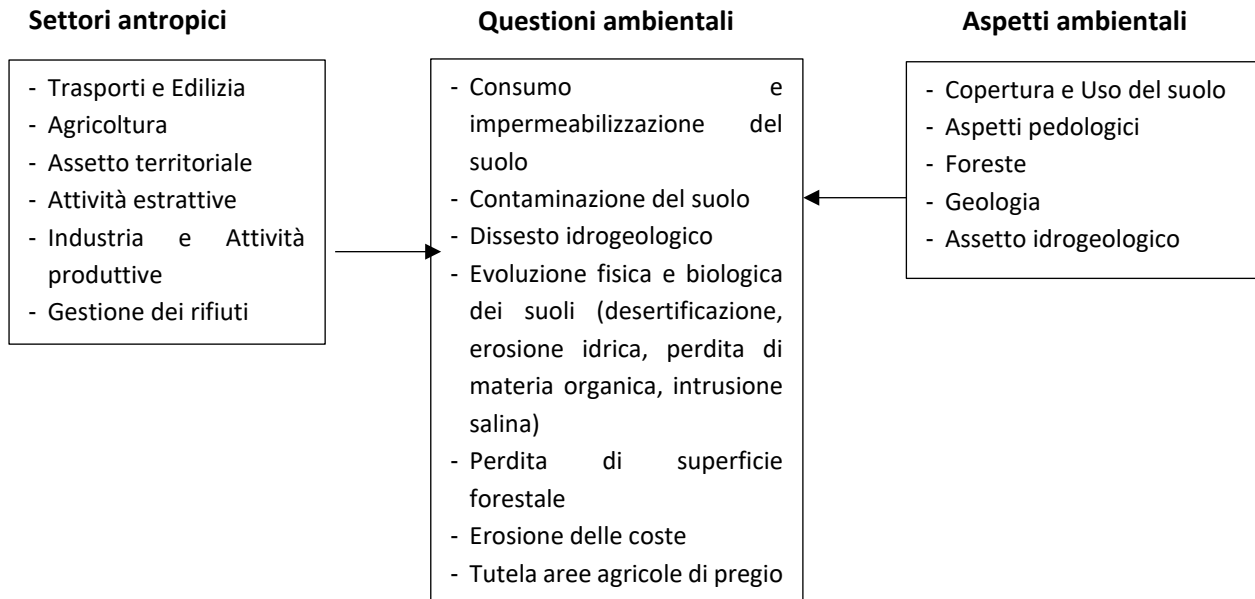 Settori antropici
- Trasporti e Edilizia
- Agricoltura
- Assetto territoriale
- Attività estrattive
- Industria e Attività
produttive
- Gestione dei rifiuti
Questioni ambientali
- Consumo e
impermeabilizzazione del
suolo
- Contaminazione del suolo
- Dissesto idrogeologico
- Evoluzione fisica e biologica
dei suoli (desertificazione,
erosione idrica, perdita di
materia organica, intrusione
salina)
- Perdita di superficie
forestale
- Erosione delle coste
- Tutela aree agricole di pregio
Aspetti ambientali
- Copertura e Uso del suolo
- Aspetti pedologici
- Foreste
- Geologia
- Assetto idrogeologico